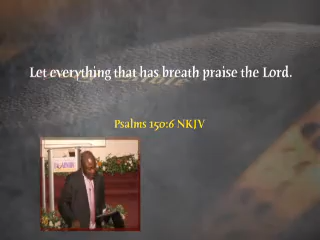 Let everything that has breath praise the Lord.
Psalms 150:6 NKJV